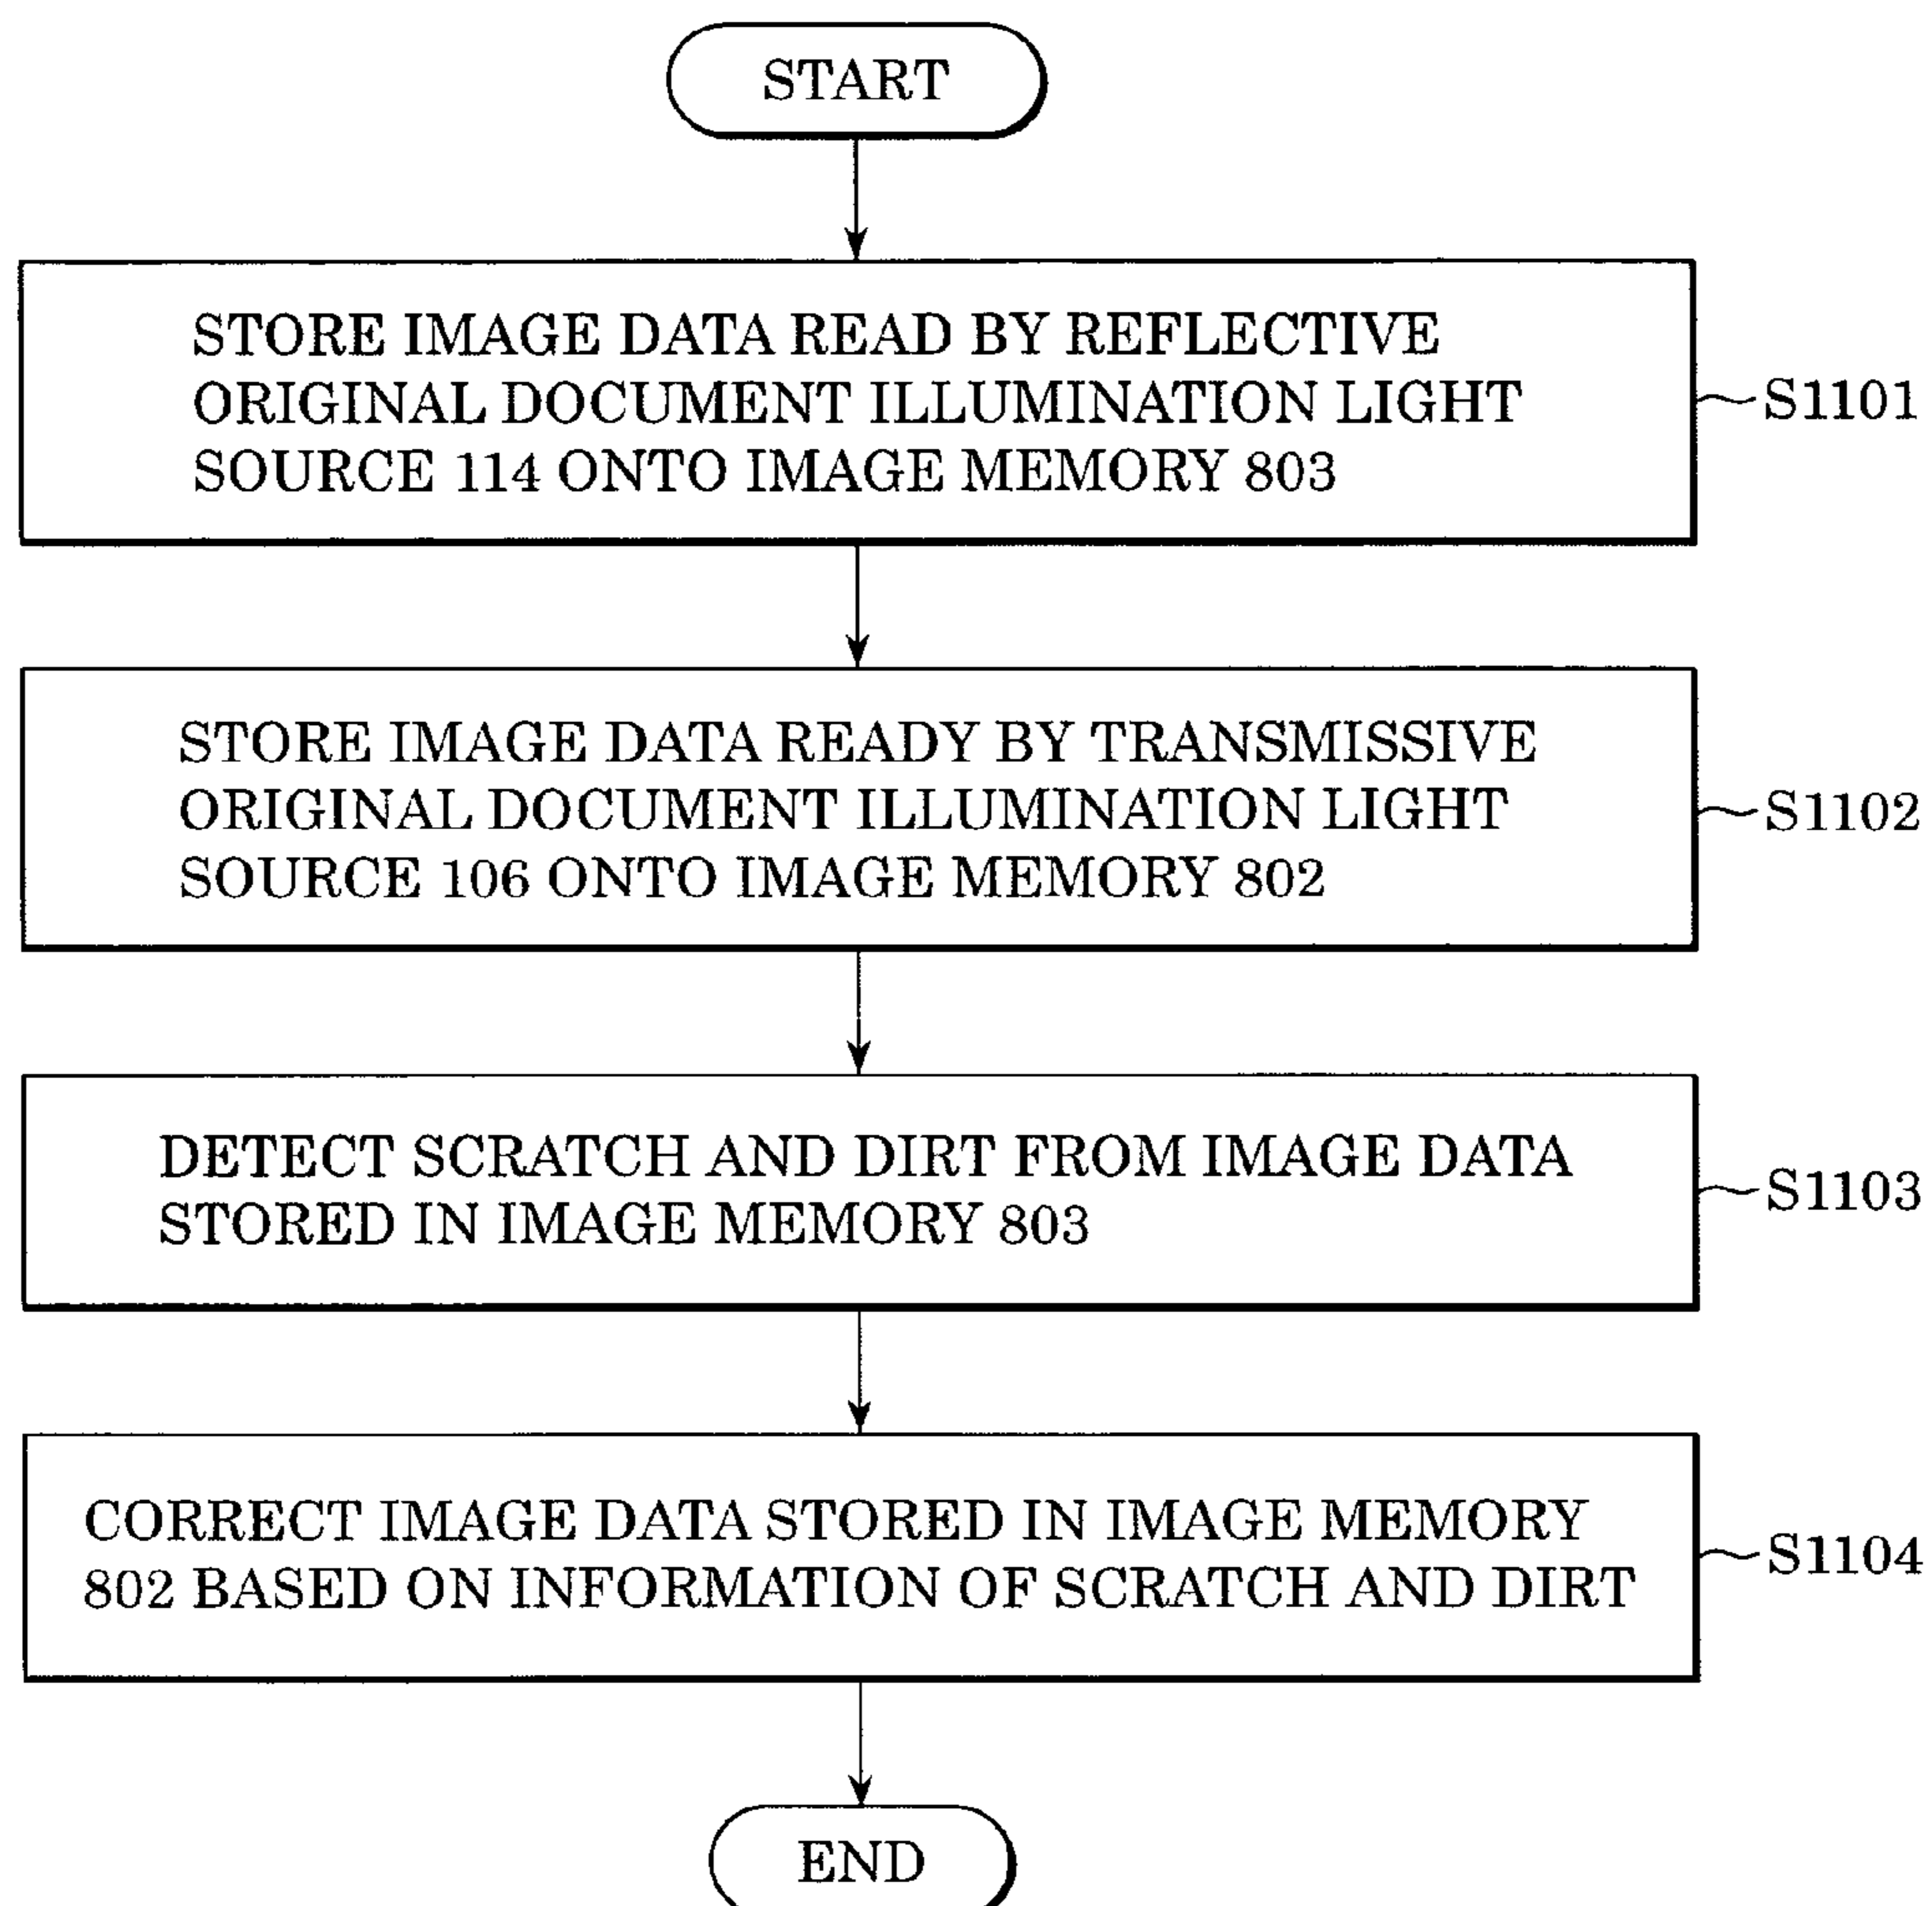 START
STORE IMAGE DATA READ BY REFLECTIVE
ORIGINAL DOCUMENT ILLUMINATION LIGHT
SOURCE 114 ONTO IMAGE MEMORY 803
S1101
STORE IMAGE DATA READY BY TRANSMISSIVE
ORIGINAL DOCUMENT ILLUMINATION LIGHT
SOURCE 106 ONTO IMAGE MEMORY 802
S1102
DETECT SCRATCH AND DIRT FROM IMAGE DATA
STORED IN IMAGE MEMORY 803
S1103
CORRECT IMAGE DATA STORED IN IMAGE MEMORY
802 BASED ON INFORMATION OF SCRATCH AND DIRT
S1104
END